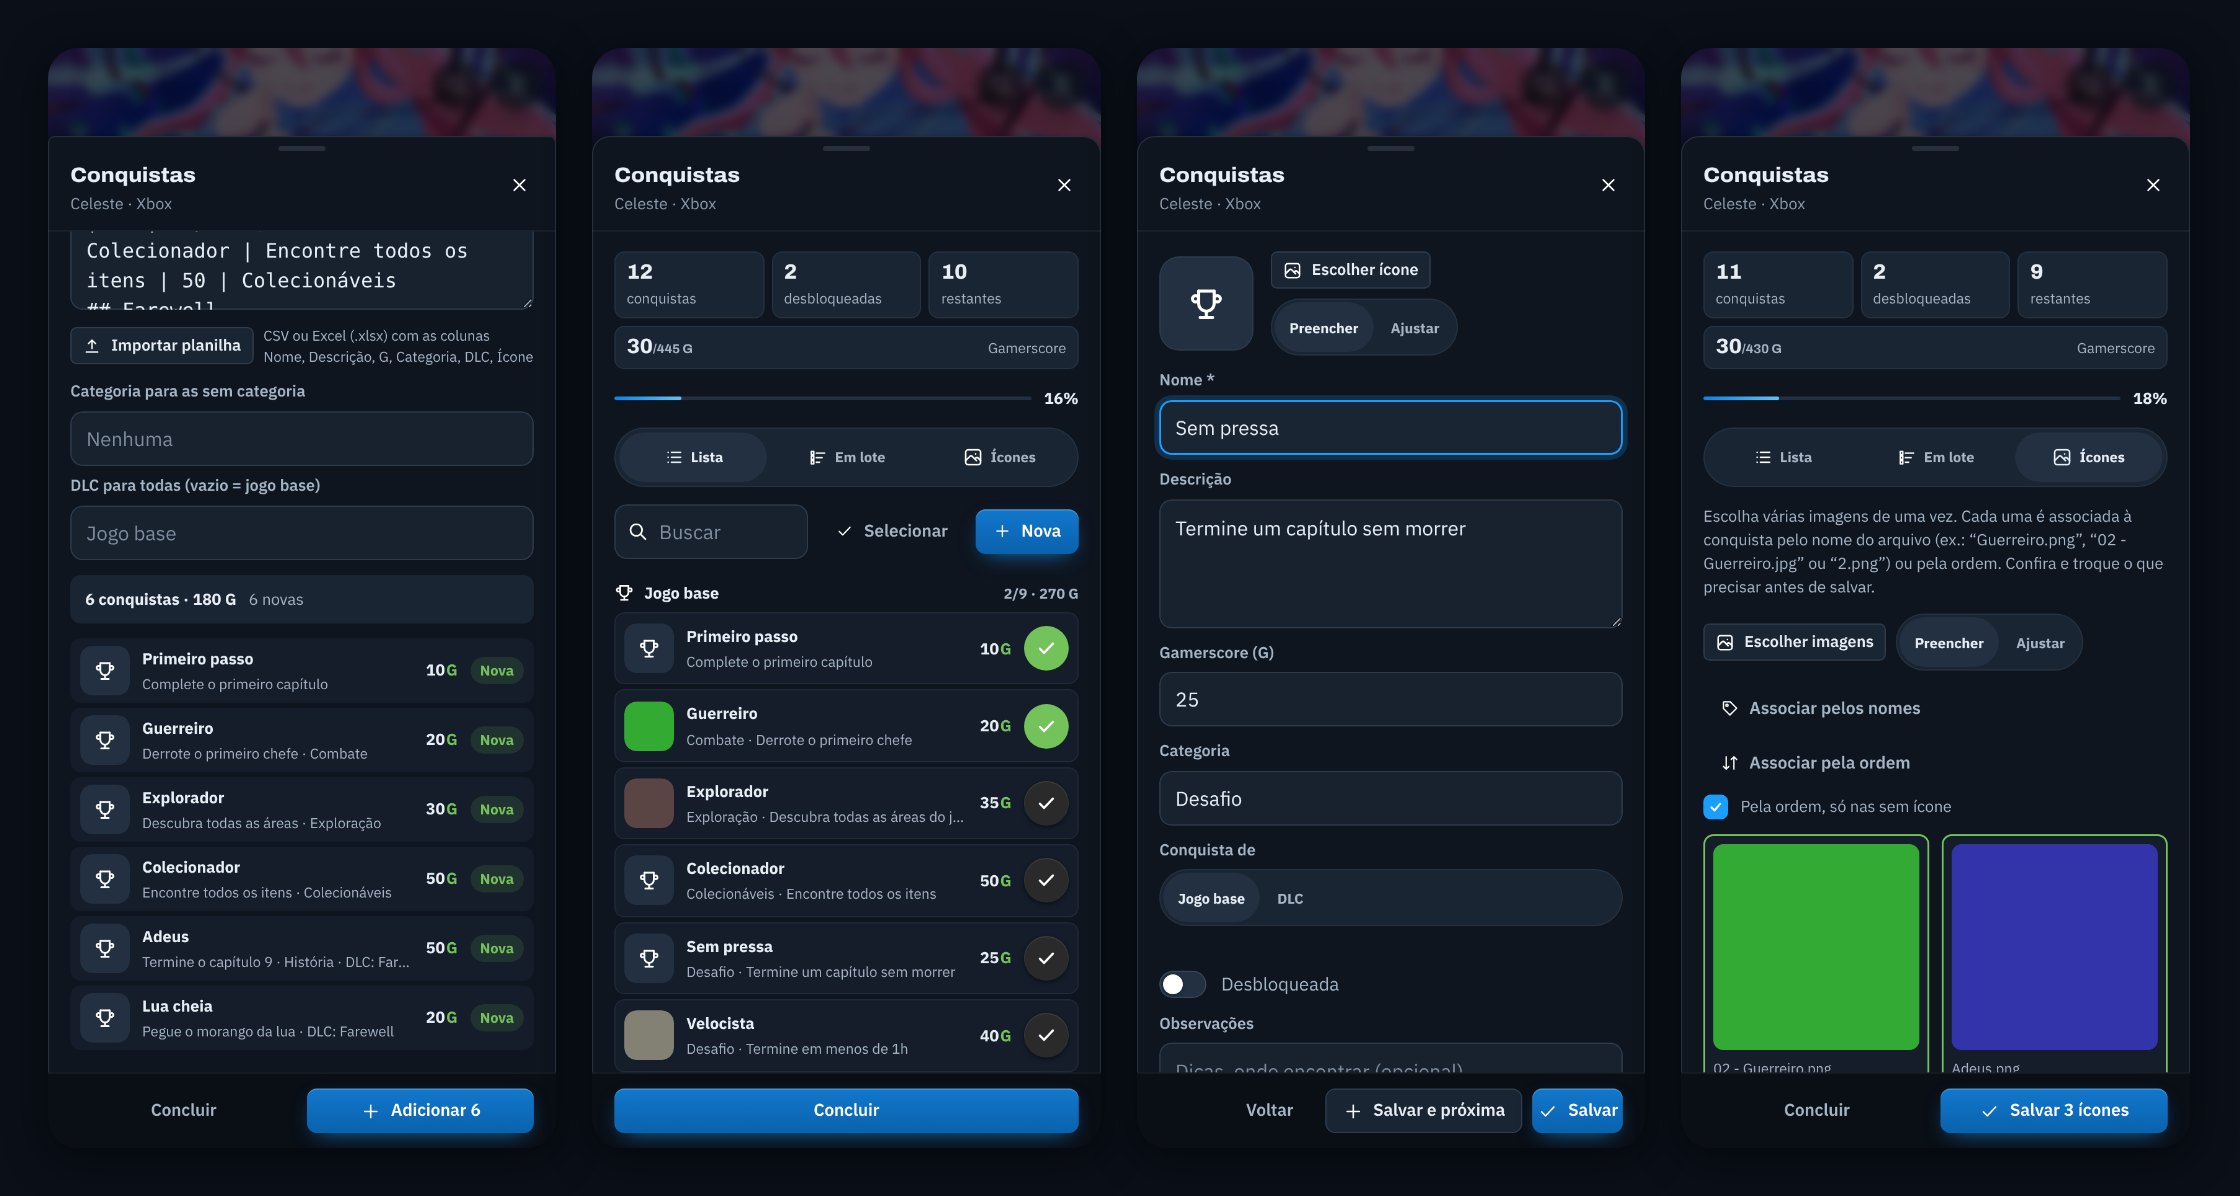 Conquistas
Celeste · Xbox
Colecionador | Encontre todos os
itens | 50 | Colecionáveis
## Farewell
Importar planilha
CSV ou Excel (.xlsx) com as colunas
Nome, Descrição, G, Categoria, DLC, Ícone
Categoria para as sem categoria
Nenhuma
DLC para todas (vazio = jogo base)
Jogo base
6 conquistas · 180 G 6 novas
Primeiro passo
Complete o primeiro capítulo
10G Nova
Guerreiro
Derrote o primeiro chefe · Combate
20G Nova
Explorador
Descubra todas as áreas · Exploração
30G Nova
Colecionador
Encontre todos os itens · Colecionáveis
50G Nova
Adeus
Termine o capítulo 9 · História · DLC: Far...
50G Nova
Lua cheia
Pegue o morango da lua · DLC: Farewell
20G Nova
Concluir
Adicionar 6
Conquistas
Celeste · Xbox
12
conquistas
2
desbloqueadas
10
restantes
30/445 G
Gamerscore
16%
Lista
Em lote
Ícones
Buscar
Selecionar
Nova
Jogo base
2/9 · 270 G
Primeiro passo
Complete o primeiro capítulo
10G
Guerreiro
Combate · Derrote o primeiro chefe
20G
Explorador
Exploração · Descubra todas as áreas do j...
35G
Colecionador
Colecionáveis · Encontre todos os itens
50G
Sem pressa
Desafio · Termine um capítulo sem morrer
25G
Velocista
Desafio · Termine em menos de 1h
40G
Concluir
Conquistas
Celeste · Xbox
Escolher ícone
Preencher
Ajustar
Nome *
Sem pressa
Descrição
Termine um capítulo sem morrer
Gamerscore (G)
25
Categoria
Desafio
Conquista de
Jogo base
DLC
Desbloqueada
Observações
Dicas, onde encontrar (opcional)
Voltar
Salvar e próxima
Salvar
Conquistas
Celeste · Xbox
11
conquistas
2
desbloqueadas
9
restantes
30/430 G
Gamerscore
18%
Lista
Em lote
Ícones
Escolha várias imagens de uma vez. Cada uma é associada à
conquista pelo nome do arquivo (ex.: “Guerreiro.png”, “02 -
Guerreiro.jpg” ou “2.png”) ou pela ordem. Confira e troque o que
precisar antes de salvar.
Escolher imagens
Preencher
Ajustar
Associar pelos nomes
Associar pela ordem
Pela ordem, só nas sem ícone
02 - Guerreiro.png
Adeus.png
Concluir
Salvar 3 ícones